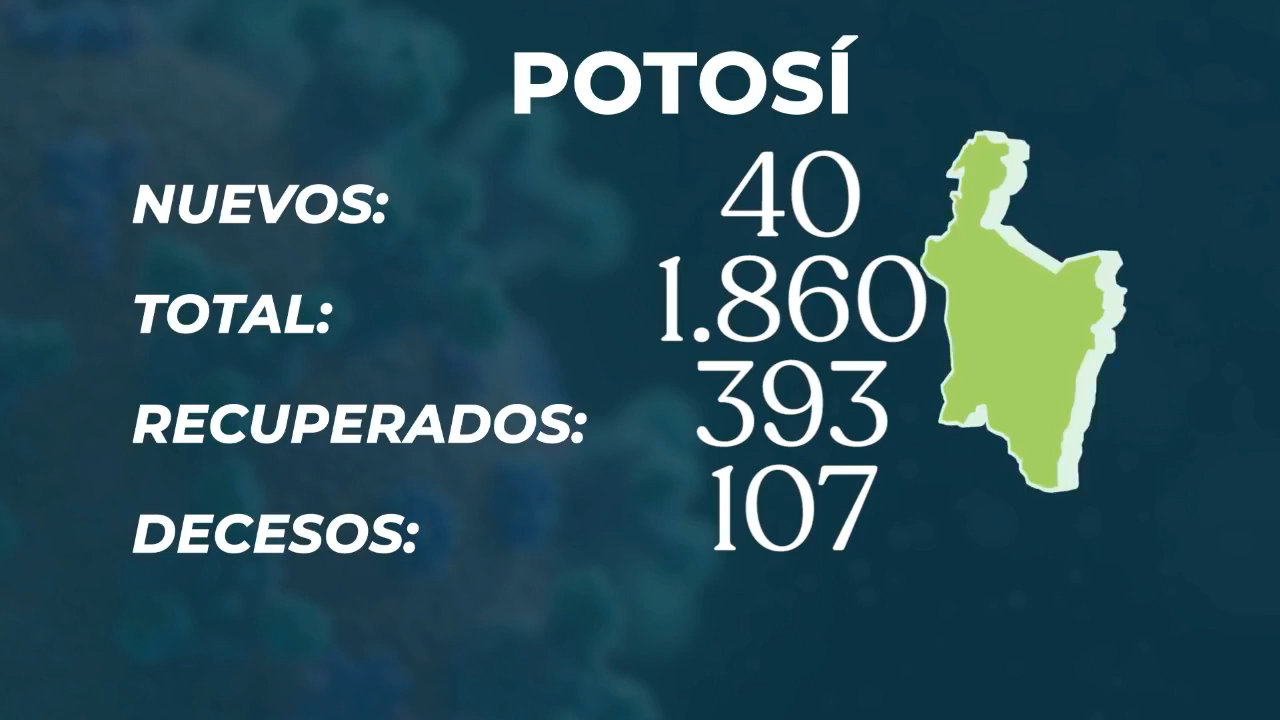 POTOSÍ
NUEVOS: 40
TOTAL: 1.860
RECUPERADOS: 393
DECESOS: 107